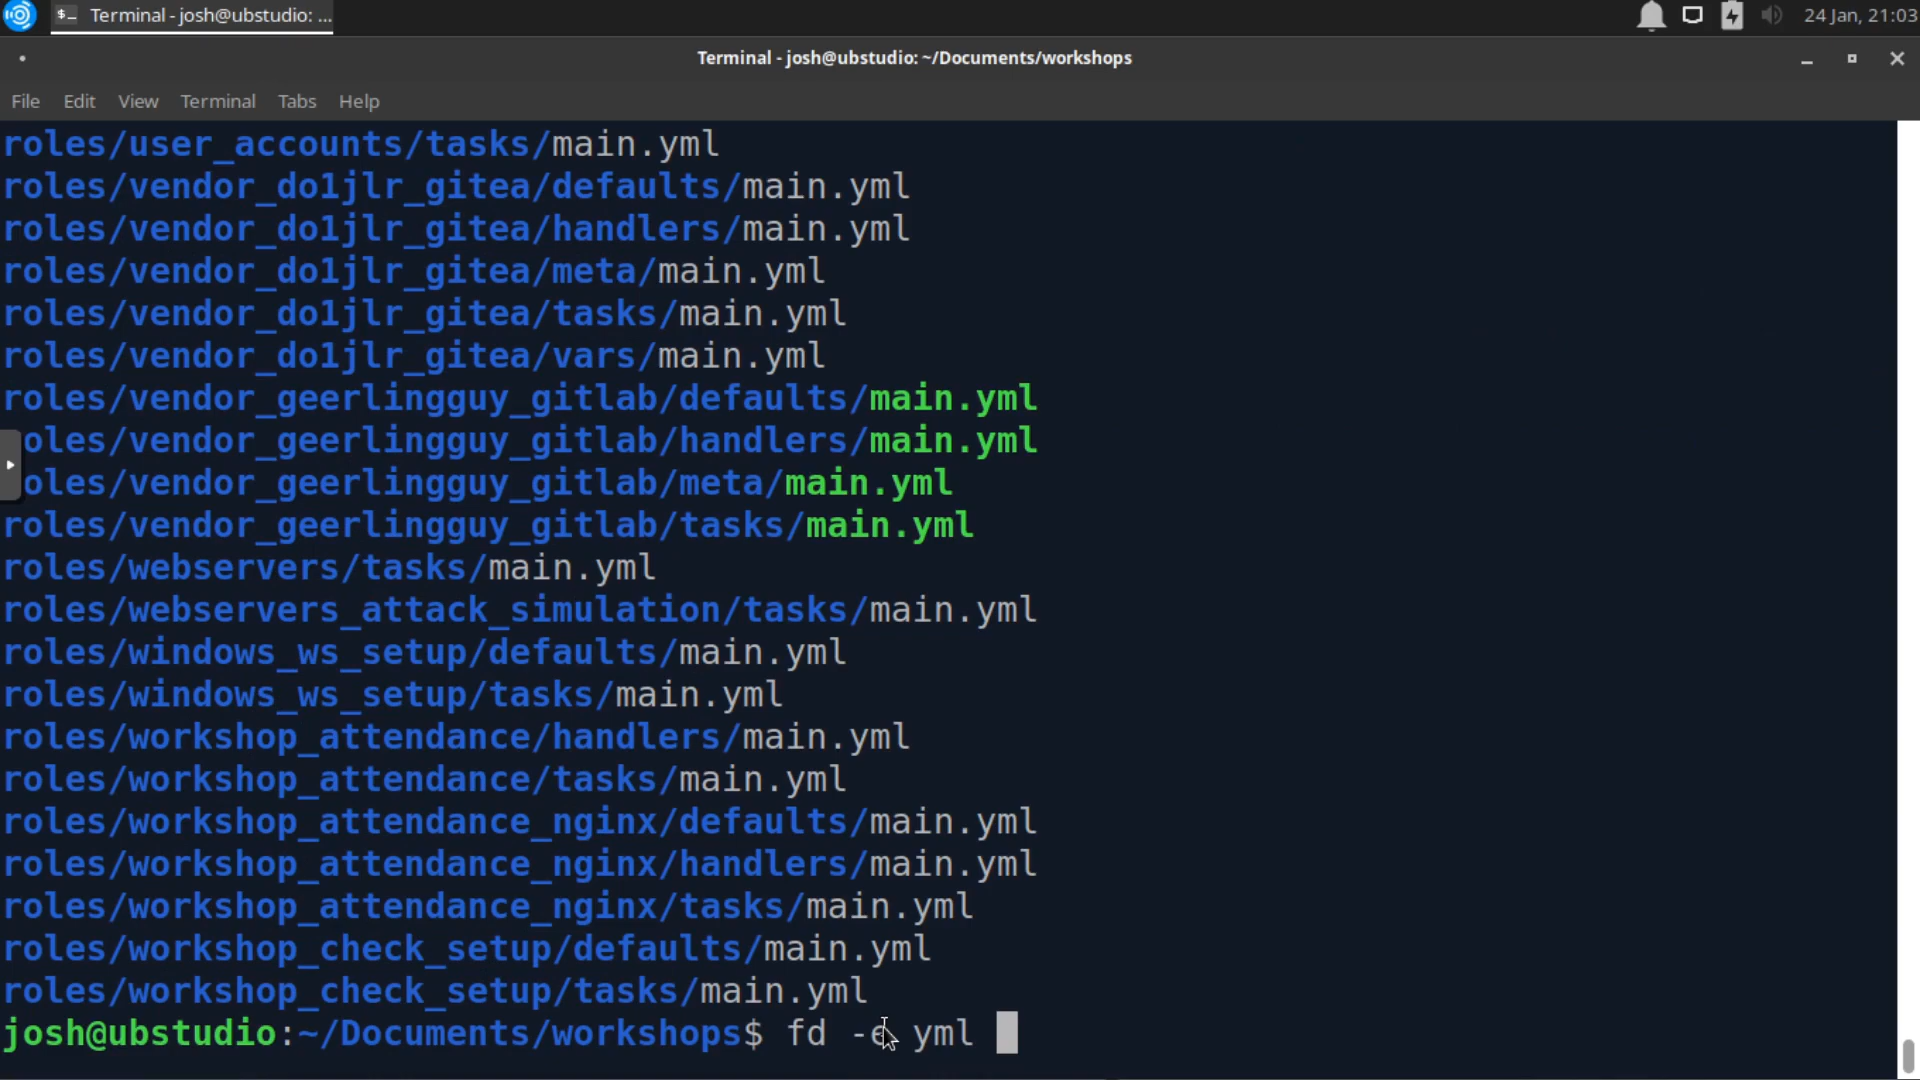 Terminal - josh@ubstudio: ...
24 Jan, 21:03
Terminal - josh@ubstudio: ~/Documents/workshops
File Edit View Terminal Tabs Help
roles/user_accounts/tasks/main.yml
roles/vendor_do1jlr_gitea/defaults/main.yml
roles/vendor_do1jlr_gitea/handlers/main.yml
roles/vendor_do1jlr_gitea/meta/main.yml
roles/vendor_do1jlr_gitea/tasks/main.yml
roles/vendor_do1jlr_gitea/vars/main.yml
roles/vendor_geerlingguy_gitlab/defaults/main.yml
oles/vendor_geerlingguy_gitlab/handlers/main.yml
oles/vendor_geerlingguy_gitlab/meta/main.yml
roles/vendor_geerlingguy_gitlab/tasks/main.yml
roles/webservers/tasks/main.yml
roles/webservers_attack_simulation/tasks/main.yml
roles/windows_ws_setup/defaults/main.yml
roles/windows_ws_setup/tasks/main.yml
roles/workshop_attendance/handlers/main.yml
roles/workshop_attendance/tasks/main.yml
roles/workshop_attendance_nginx/defaults/main.yml
roles/workshop_attendance_nginx/handlers/main.yml
roles/workshop_attendance_nginx/tasks/main.yml
roles/workshop_check_setup/defaults/main.yml
roles/workshop_check_setup/tasks/main.yml
josh@ubstudio:~/Documents/workshops$ fd -e yml